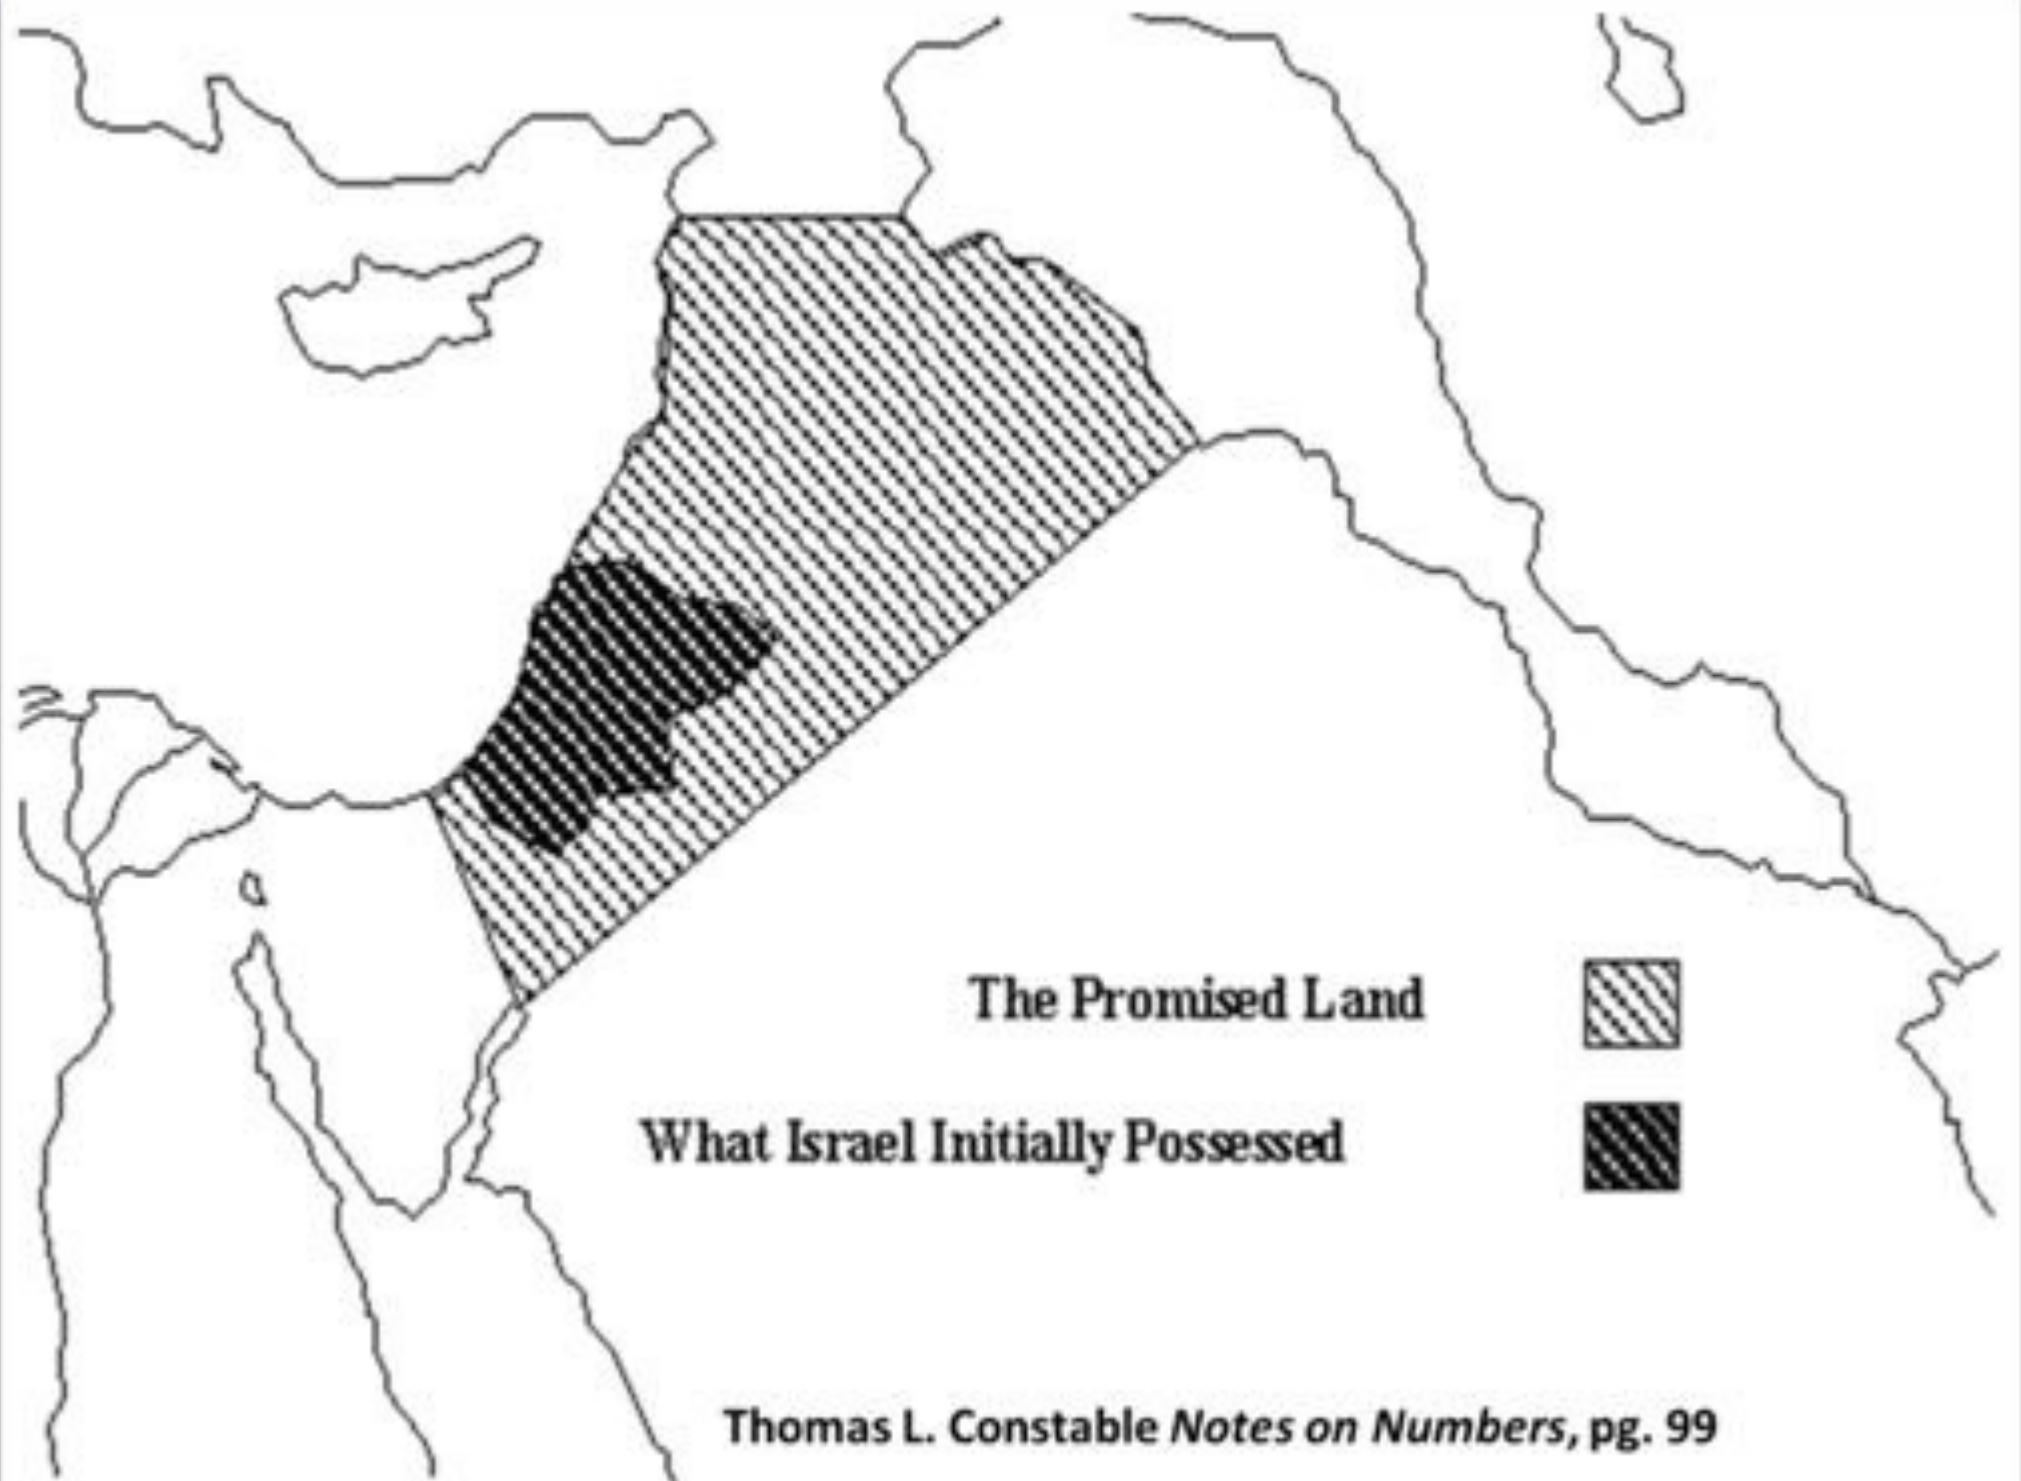 The Promised Land
What Israel Initially Possessed
Thomas L. Constable Notes on Numbers, pg. 99